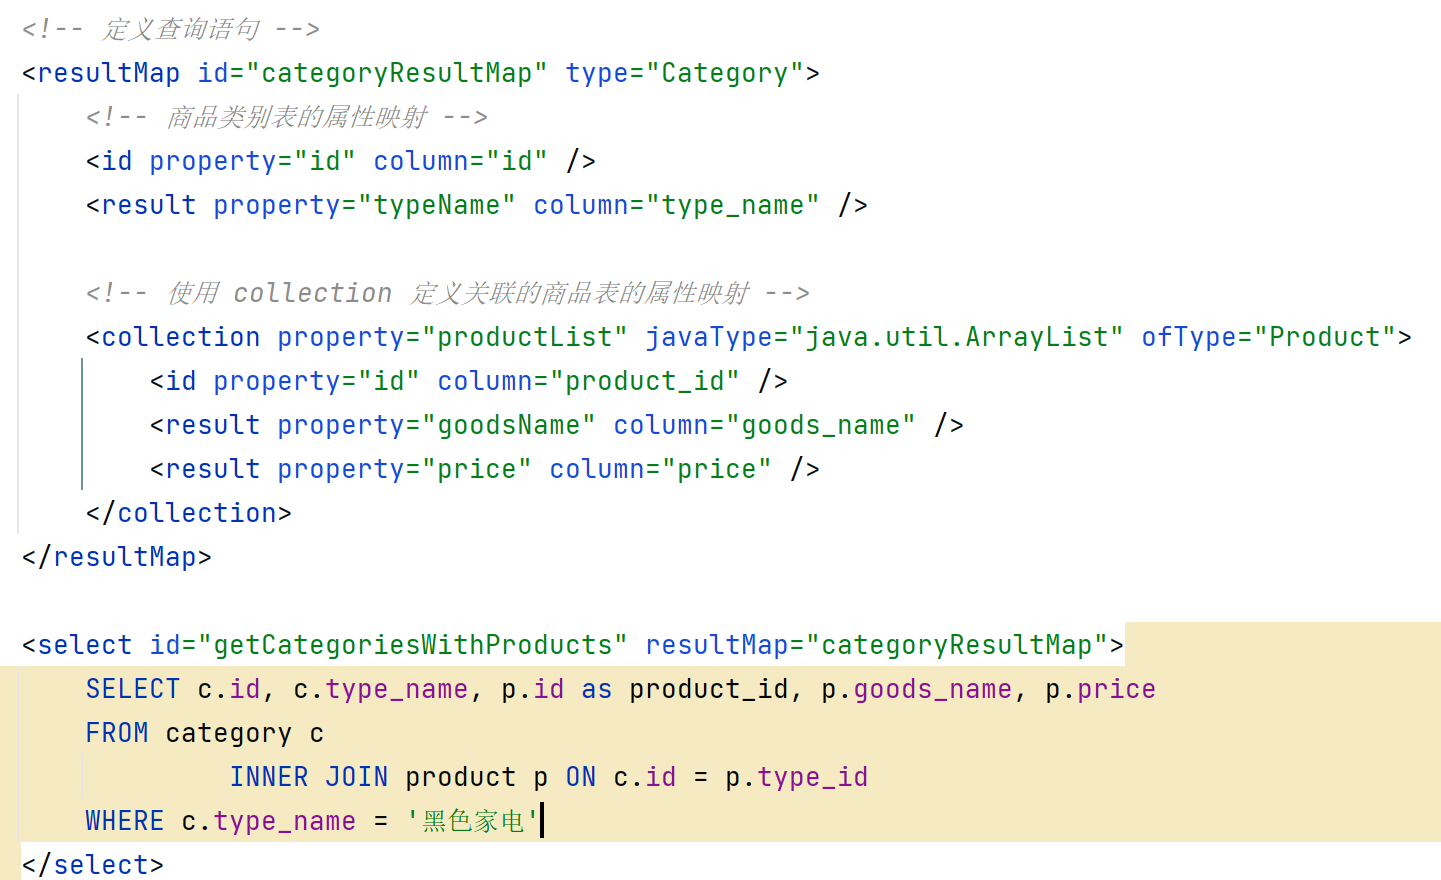 <!-- 定义查询语句 -->
<resultMap id="categoryResultMap" type="Category">
    <!-- 商品类别表的属性映射 -->
    <id property="id" column="id" />
    <result property="typeName" column="type_name" />

    <!-- 使用 collection 定义关联的商品表的属性映射 -->
    <collection property="productList" javaType="java.util.ArrayList" ofType="Product">
        <id property="id" column="product_id" />
        <result property="goodsName" column="goods_name" />
        <result property="price" column="price" />
    </collection>
</resultMap>

<select id="getCategoriesWithProducts" resultMap="categoryResultMap">
    SELECT c.id, c.type_name, p.id as product_id, p.goods_name, p.price
    FROM category c
             INNER JOIN product p ON c.id = p.type_id
    WHERE c.type_name = '黑色家电'
</select>